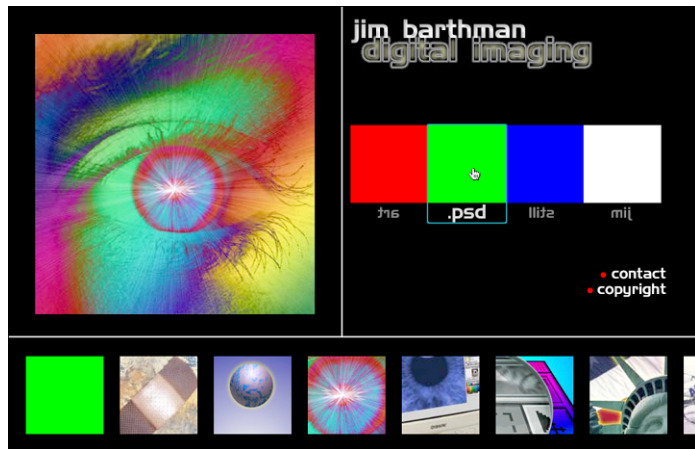 jim barthman
digital imaging
art
.psd
still
jim
contact
copyright